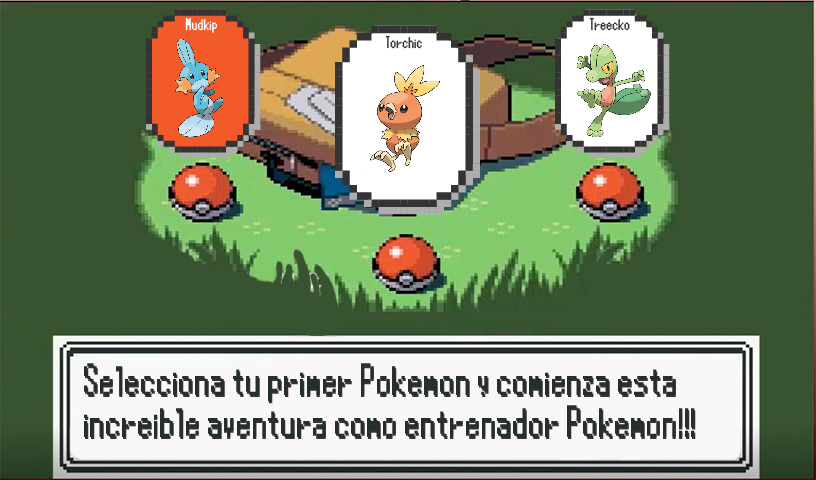 Mudkip
Torchic
Treecko
Selecciona tu primer Pokemon y comienza esta
increible aventura como entrenador Pokemon!!!